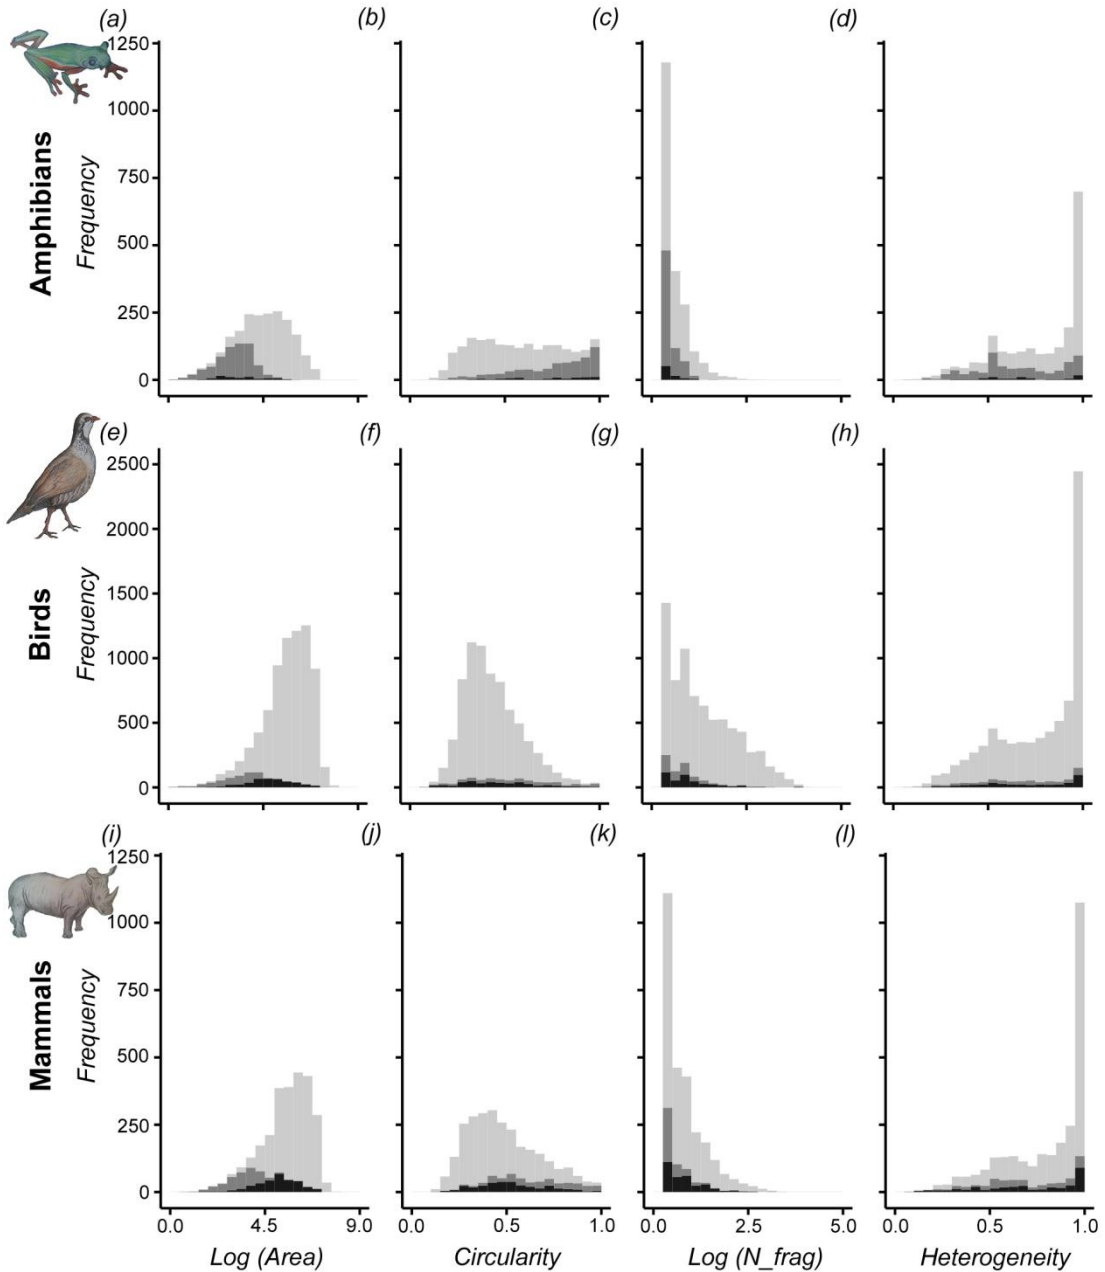 (a) (b) (c) (d)
Amphibians
Frequency
1250
1000
750
500
250
0
(e) (f) (g) (h)
Birds
Frequency
2500
2000
1500
1000
500
0
(i) (j) (k) (l)
Mammals
Frequency
1250
1000
750
500
250
0
0.0 4.5 9.0 0.0 0.5 1.0 0.0 2.5 5.0 0.0 0.5 1.0
Log (Area) Circularity Log (N_frag) Heterogeneity